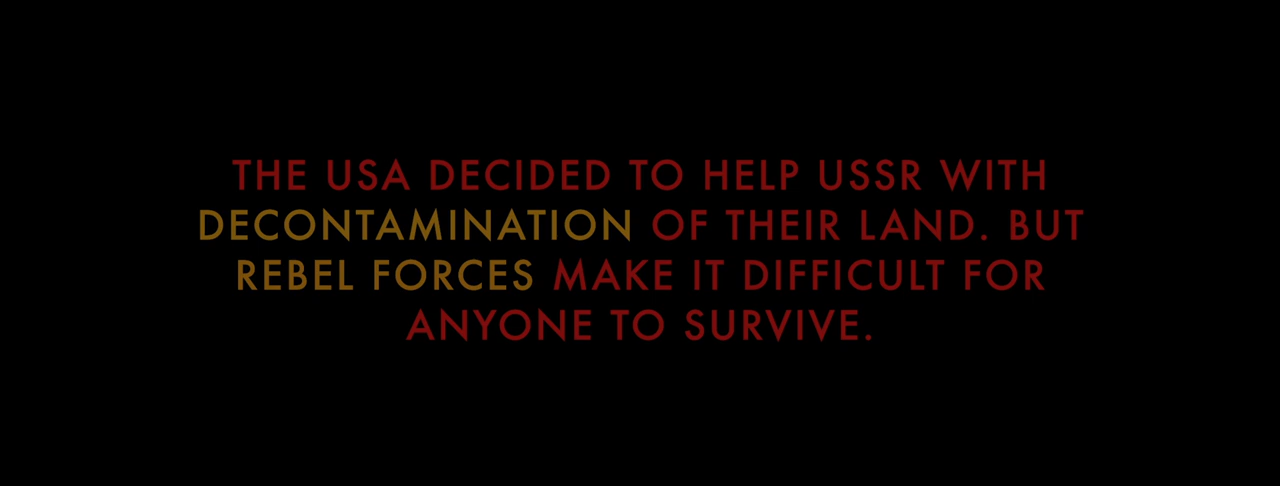 THE USA DECIDED TO HELP USSR WITH
DECONTAMINATION OF THEIR LAND. BUT
REBEL FORCES MAKE IT DIFFICULT FOR
ANYONE TO SURVIVE.